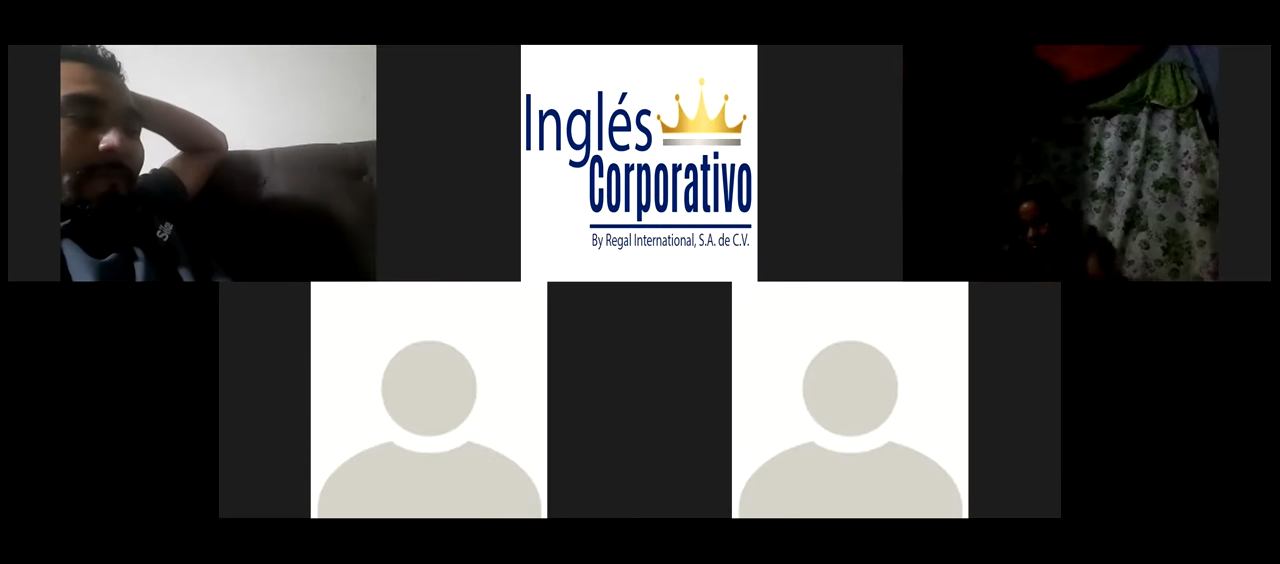 Inglés
Corporativo
By Regal International, S.A. de C.V.